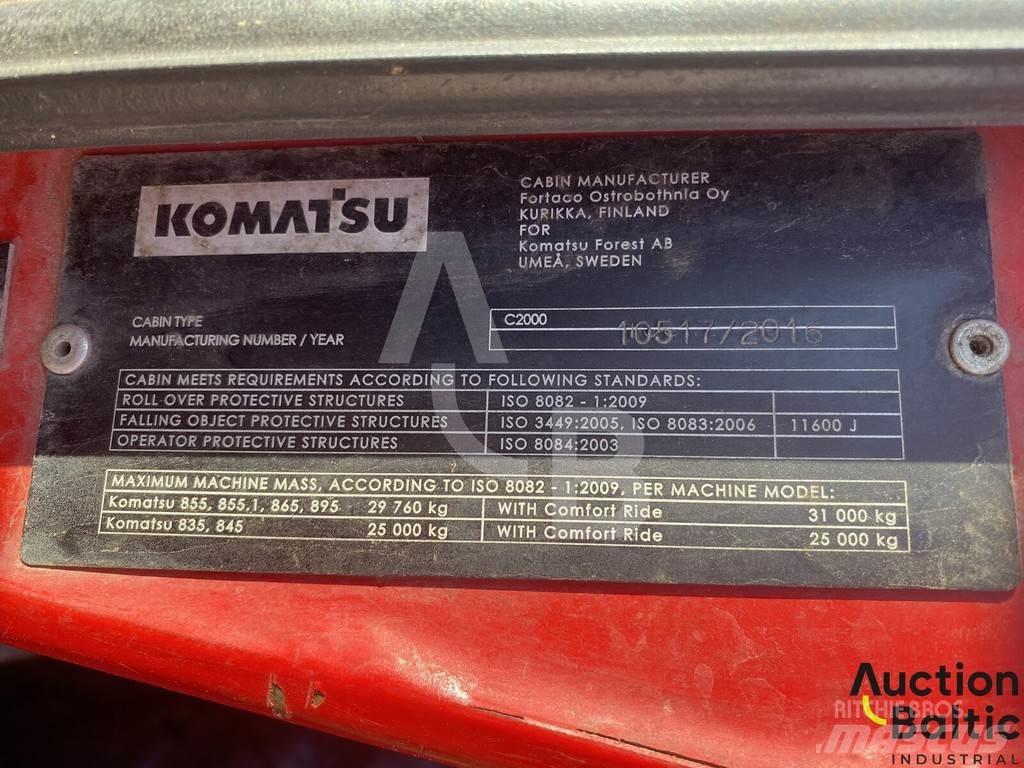 KOMATSU
CABIN MANUFACTURER
Fortaco Ostrobothnia Oy
KURIKKA, FINLAND
FOR
Komatsu Forest AB
UMEÅ, SWEDEN
CABIN TYPE C2000
MANUFACTURING NUMBER / YEAR 10517/2016
CABIN MEETS REQUIREMENTS ACCORDING TO FOLLOWING STANDARDS:
ROLL OVER PROTECTIVE STRUCTURES ISO 8082 - 1:2009
FALLING OBJECT PROTECTIVE STRUCTURES ISO 3449:2005, ISO 8083:2006 11600 J
OPERATOR PROTECTIVE STRUCTURES ISO 8084:2003
MAXIMUM MACHINE MASS, ACCORDING TO ISO 8082 - 1:2009, PER MACHINE MODEL:
Komatsu 855, 855.1, 865, 895 29 760 kg WITH Comfort Ride 31 000 kg
Komatsu 835, 845 25 000 kg WITH Comfort Ride 25 000 kg
Auction
RITCHIE BROS
Baltic
mascus
INDUSTRIAL